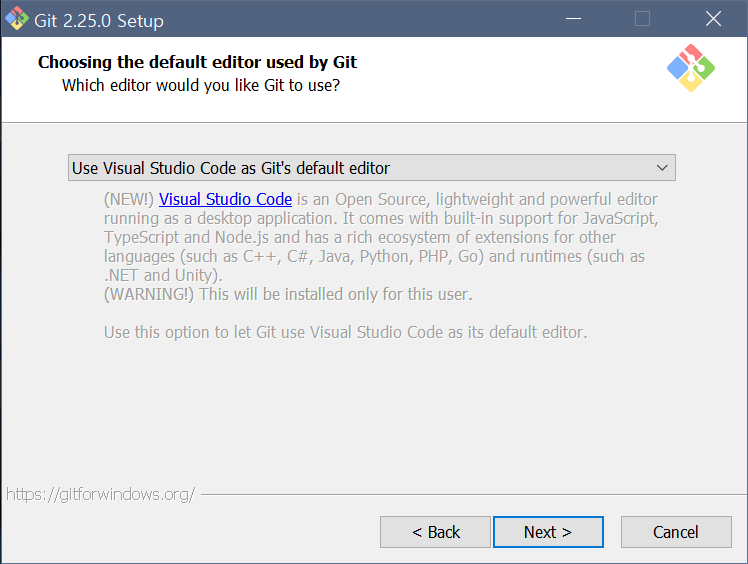 Git 2.25.0 Setup
Choosing the default editor used by Git
Which editor would you like Git to use?
Use Visual Studio Code as Git's default editor
(NEW!) Visual Studio Code is an Open Source, lightweight and powerful editor
running as a desktop application. It comes with built-in support for JavaScript,
TypeScript and Node.js and has a rich ecosystem of extensions for other
languages (such as C++, C#, Java, Python, PHP, Go) and runtimes (such as
.NET and Unity).
(WARNING!) This will be installed only for this user.
Use this option to let Git use Visual Studio Code as its default editor.
https://gitforwindows.org/
< Back Next > Cancel